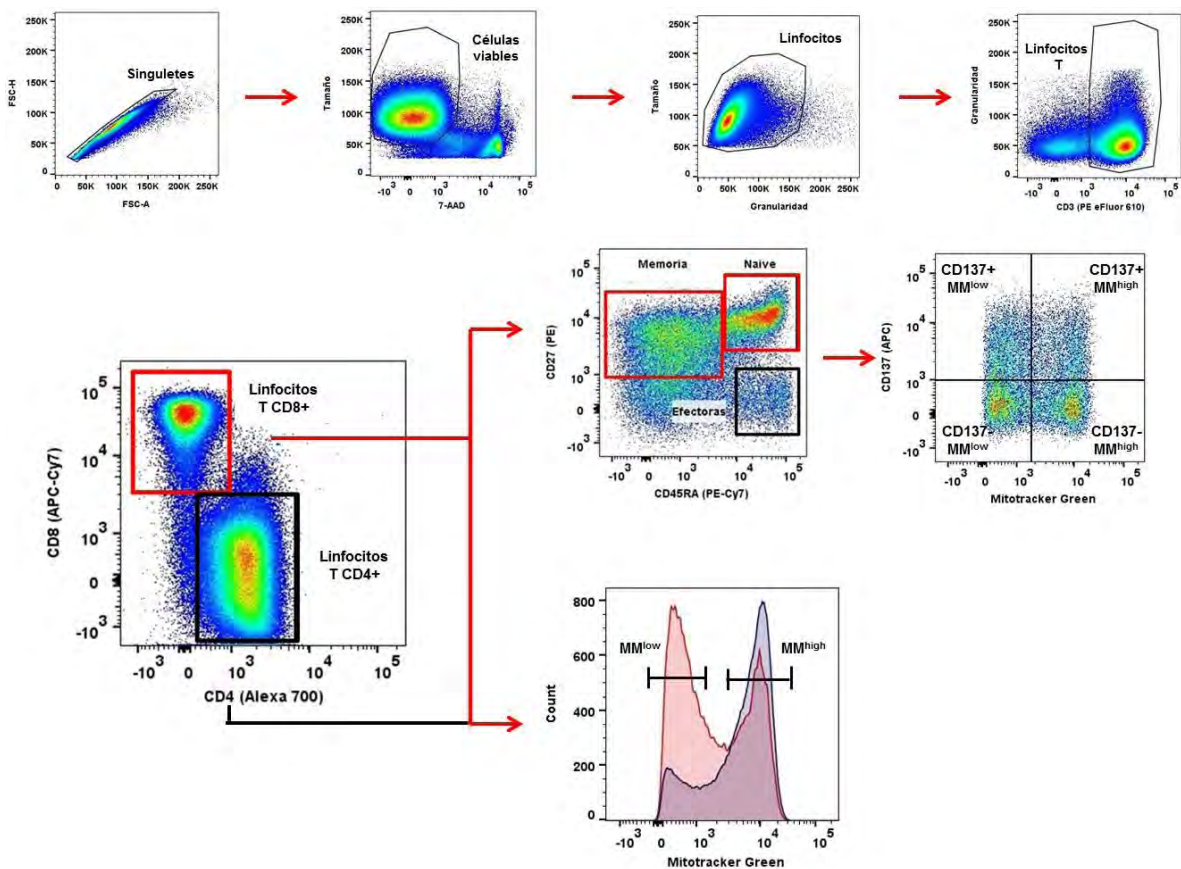 250K
200K
150K
100K
50K
0
FSC-H
Singuletes
0 50K 100K 150K 200K 250K
FSC-A
250K
200K
150K
100K
50K
0
Tamaño
Células
viables
-10³ 0 10³ 10⁴ 10⁵
7-AAD
250K
200K
150K
100K
50K
0
Tamaño
Linfocitos
0 50K 100K 150K 200K 250K
Granularidad
250K
200K
150K
100K
50K
0
Granularidad
Linfocitos
T
-10³ 0 10³ 10⁴ 10⁵
CD3 (PE eFluor 610)
10⁵
10⁴
10³
0
-10³
CD8 (APC-Cy7)
Linfocitos
T CD8+
Linfocitos
T CD4+
-10³ 0 10³ 10⁴ 10⁵
CD4 (Alexa 700)
10⁵
10⁴
10³
0
-10³
CD27 (PE)
Memoria Naive
Efectoras
-10³ 0 10³ 10⁴ 10⁵
CD45RA (PE-Cy7)
10⁵
10⁴
10³
0
-10³
CD137 (APC)
CD137+
MMlow
CD137+
MMhigh
CD137-
MMlow
CD137-
MMhigh
-10³ 0 10³ 10⁴ 10⁵
Mitotracker Green
800
600
400
200
0
Count
MMlow
MMhigh
-10³ 0 10³ 10⁴ 10⁵
Mitotracker Green